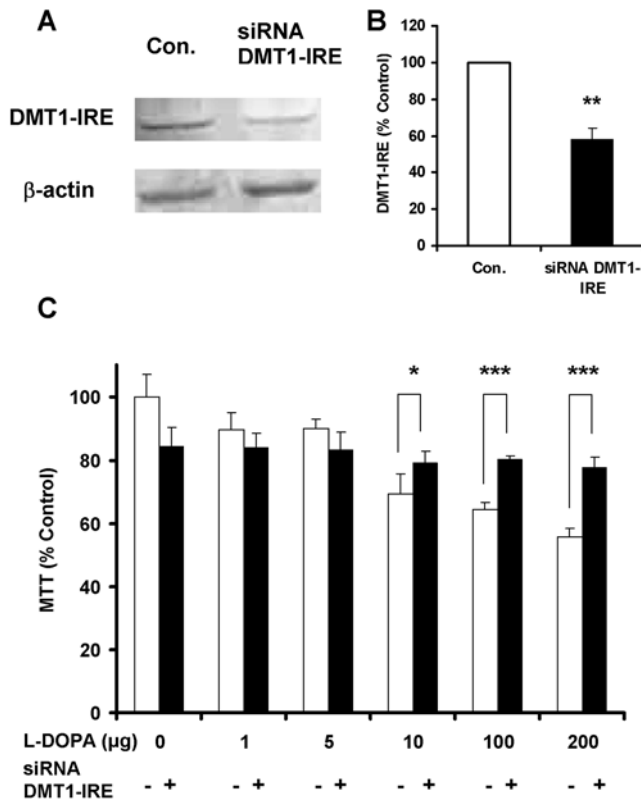 A
Con.
siRNA
DMT1-IRE
DMT1-IRE
β-actin
B
DMT1-IRE (% Control)
120
100
80
60
40
20
0
**
Con.
siRNA DMT1-
IRE
C
MTT (% Control)
100
80
60
40
20
0
* *** ***
L-DOPA (µg) 0 1 5 10 100 200
siRNA
DMT1-IRE - + - + - + - + - + - +